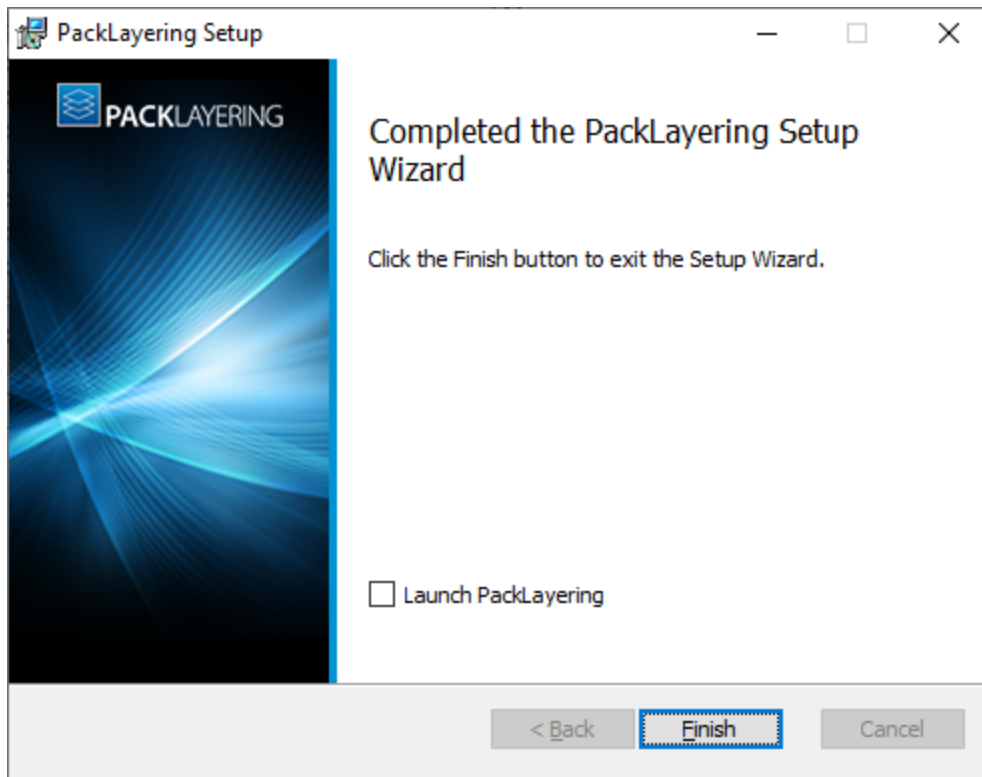 PackLayering Setup
PACKLAYERING
Completed the PackLayering Setup
Wizard
Click the Finish button to exit the Setup Wizard.
Launch PackLayering
< Back
Finish
Cancel